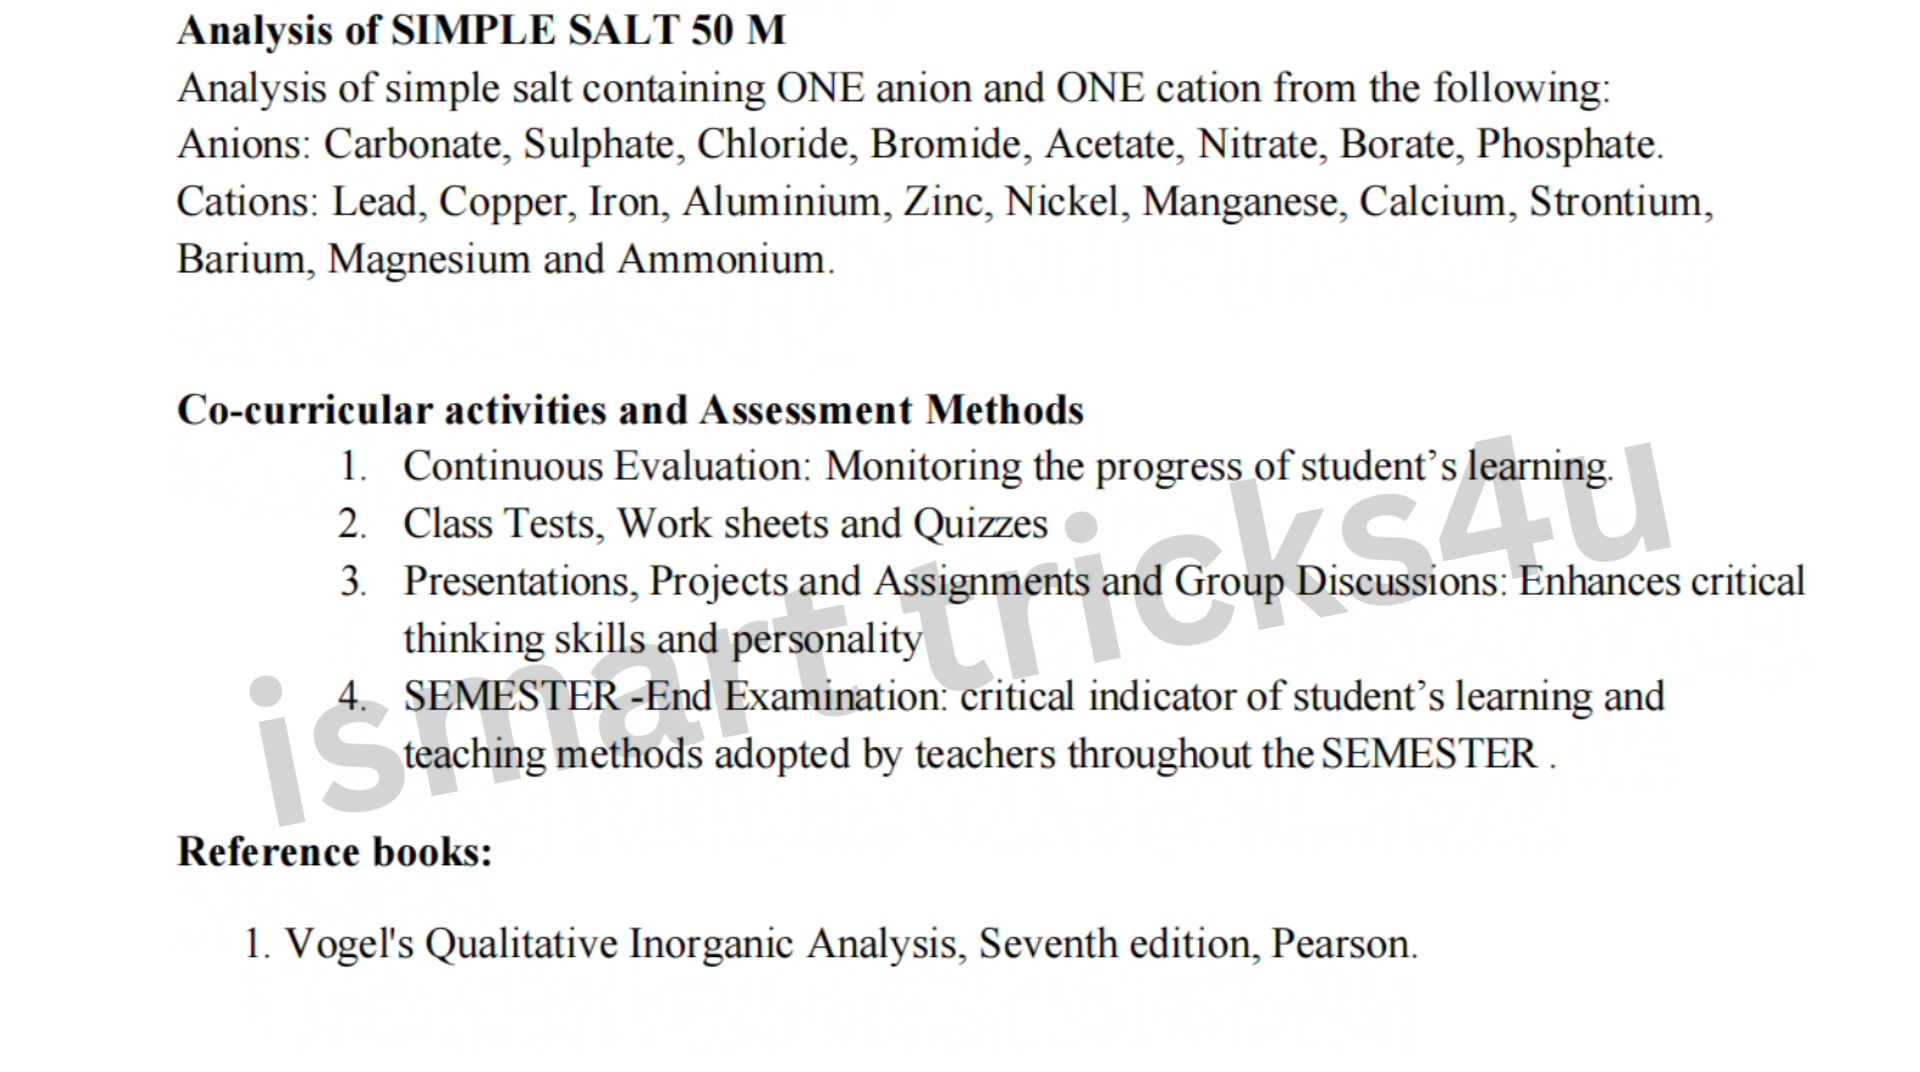 Analysis of SIMPLE SALT 50 M
Analysis of simple salt containing ONE anion and ONE cation from the following:
Anions: Carbonate, Sulphate, Chloride, Bromide, Acetate, Nitrate, Borate, Phosphate.
Cations: Lead, Copper, Iron, Aluminium, Zinc, Nickel, Manganese, Calcium, Strontium,
Barium, Magnesium and Ammonium.
Co-curricular activities and Assessment Methods
1. Continuous Evaluation: Monitoring the progress of student’s learning.
2. Class Tests, Work sheets and Quizzes
3. Presentations, Projects and Assignments and Group Discussions: Enhances critical
thinking skills and personality
4. SEMESTER -End Examination: critical indicator of student’s learning and
teaching methods adopted by teachers throughout the SEMESTER .
ismart tricks4u
Reference books:
1. Vogel's Qualitative Inorganic Analysis, Seventh edition, Pearson.